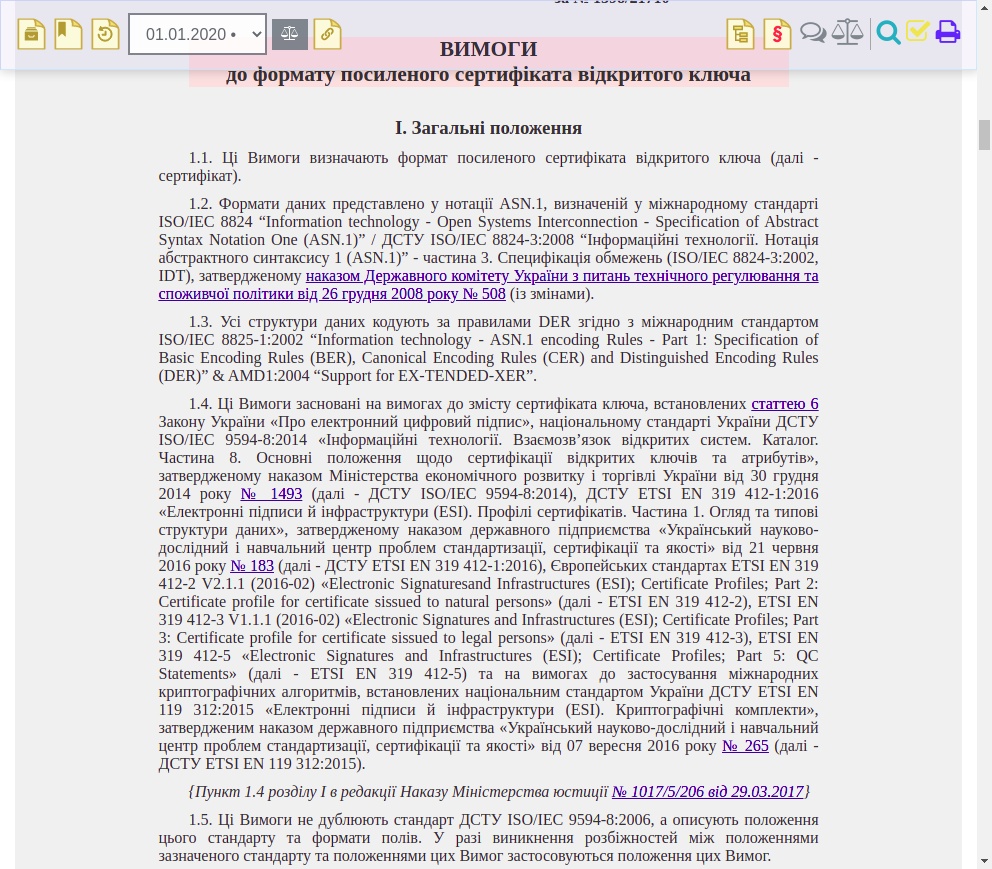 01.01.2020 •
ВИМОГИ
до формату посиленого сертифіката відкритого ключа
I. Загальні положення
1.1. Ці Вимоги визначають формат посиленого сертифіката відкритого ключа (далі -
сертифікат).
1.2. Формати даних представлено у нотації ASN.1, визначеній у міжнародному стандарті
ISO/IEC 8824 “Information technology - Open Systems Interconnection - Specification of Abstract
Syntax Notation One (ASN.1)” / ДСТУ ISO/IEC 8824-3:2008 “Інформаційні технології. Нотація
абстрактного синтаксису 1 (ASN.1)” - частина 3. Специфікація обмежень (ISO/IEC 8824-3:2002,
IDT), затвердженому наказом Державного комітету України з питань технічного регулювання та
споживчої політики від 26 грудня 2008 року № 508 (із змінами).
1.3. Усі структури даних кодують за правилами DER згідно з міжнародним стандартом
ISO/IEC 8825-1:2002 “Information technology - ASN.1 encoding Rules - Part 1: Specification of
Basic Encoding Rules (BER), Canonical Encoding Rules (CER) and Distinguished Encoding Rules
(DER)” & AMD1:2004 “Support for EX-TENDED-XER”.
1.4. Ці Вимоги засновані на вимогах до змісту сертифіката ключа, встановлених статтею 6
Закону України «Про електронний цифровий підпис», національному стандарті України ДСТУ
ISO/IEC 9594-8:2014 «Інформаційні технології. Взаємозв’язок відкритих систем. Каталог.
Частина 8. Основні положення щодо сертифікації відкритих ключів та атрибутів»,
затвердженому наказом Міністерства економічного розвитку і торгівлі України від 30 грудня
2014 року № 1493 (далі - ДСТУ ISO/IEC 9594-8:2014), ДСТУ ETSI EN 319 412-1:2016
«Електронні підписи й інфраструктури (ESI). Профілі сертифікатів. Частина 1. Огляд та типові
структури даних», затвердженому наказом державного підприємства «Український науково-
дослідний і навчальний центр проблем стандартизації, сертифікації та якості» від 21 червня
2016 року № 183 (далі - ДСТУ ETSI EN 319 412-1:2016), Європейських стандартах ETSI EN 319
412-2 V2.1.1 (2016-02) «Electronic Signaturesand Infrastructures (ESI); Certificate Profiles; Part 2:
Certificate profile for certificate sissued to natural persons» (далі - ETSI EN 319 412-2), ETSI EN
319 412-3 V1.1.1 (2016-02) «Electronic Signatures and Infrastructures (ESI); Certificate Profiles; Part
3: Certificate profile for certificate sissued to legal persons» (далі - ETSI EN 319 412-3), ETSI EN
319 412-5 «Electronic Signatures and Infrastructures (ESI); Certificate Profiles; Part 5: QC
Statements» (далі - ETSI EN 319 412-5) та на вимогах до застосування міжнародних
криптографічних алгоритмів, встановлених національним стандартом України ДСТУ ETSI EN
119 312:2015 «Електронні підписи й інфраструктури (ESI). Криптографічні комплекти»,
затвердженим наказом державного підприємства «Український науково-дослідний і навчальний
центр проблем стандартизації, сертифікації та якості» від 07 вересня 2016 року № 265 (далі -
ДСТУ ETSI EN 119 312:2015).
{Пункт 1.4 розділу I в редакції Наказу Міністерства юстиції № 1017/5/206 від 29.03.2017}
1.5. Ці Вимоги не дублюють стандарт ДСТУ ISO/IEC 9594-8:2006, а описують положення
цього стандарту та формати полів. У разі виникнення розбіжностей між положеннями
зазначеного стандарту та положеннями цих Вимог застосовуються положення цих Вимог.